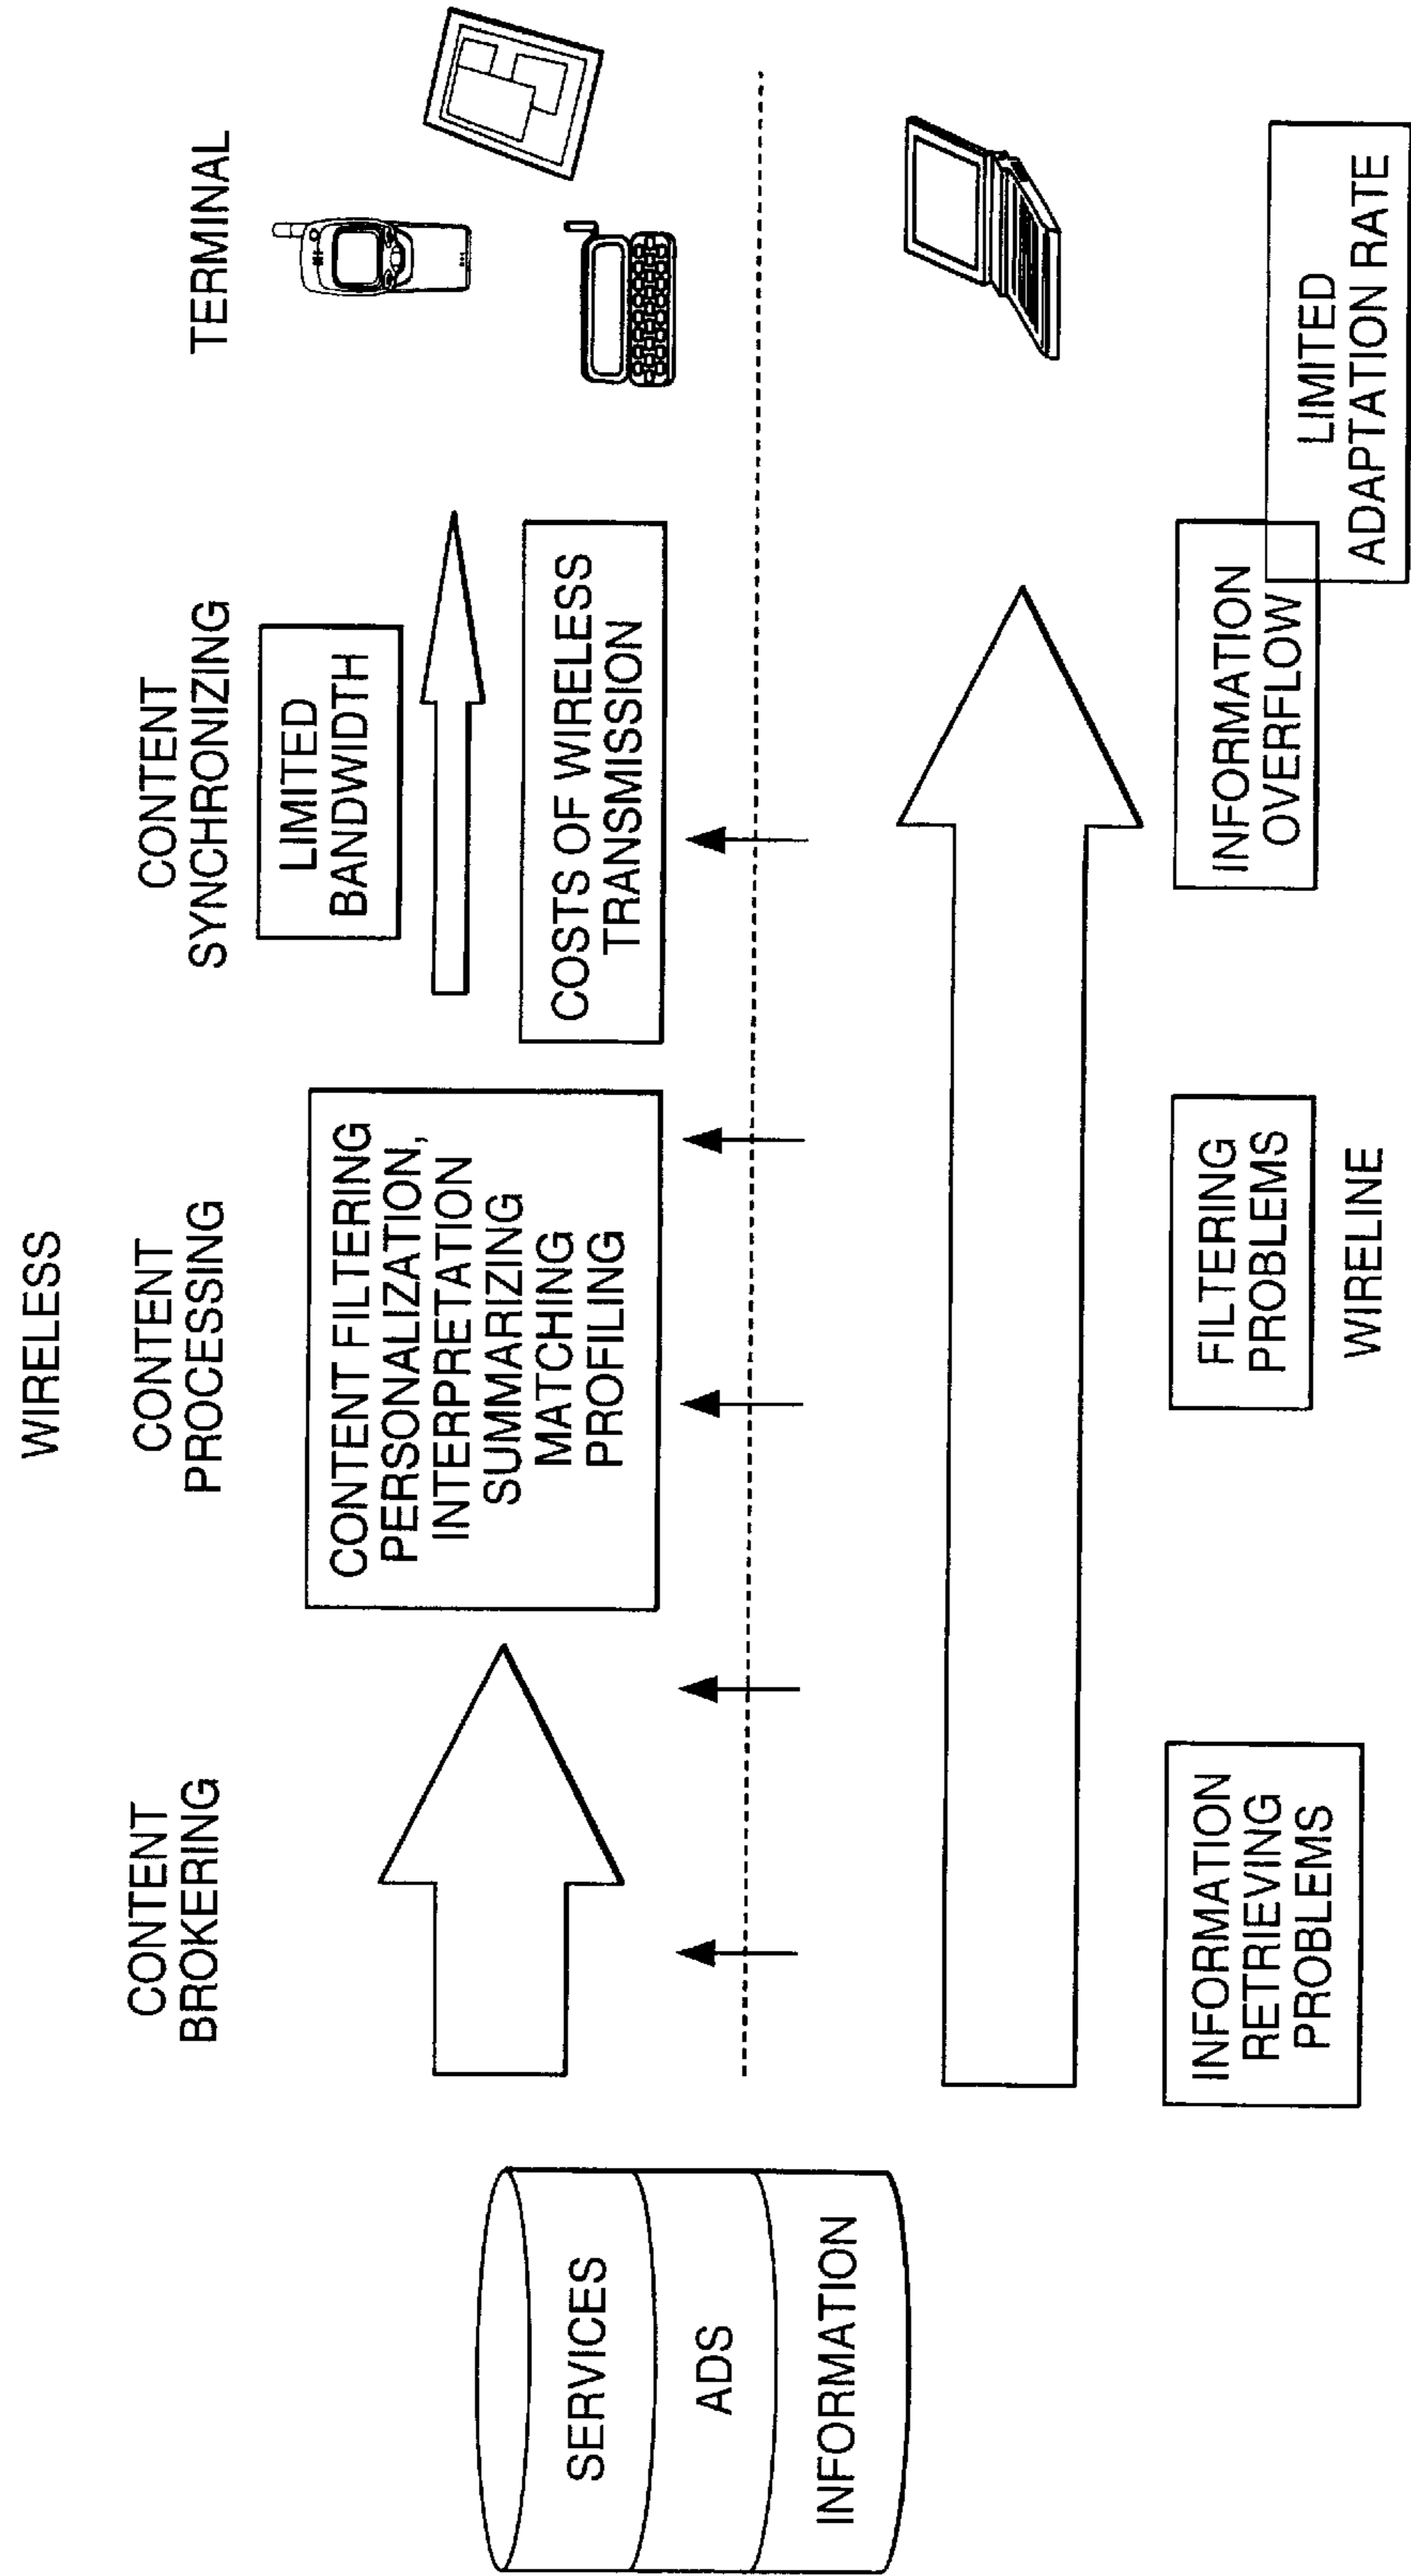 WIRELESS
CONTENT
BROKERING
CONTENT
PROCESSING
CONTENT
SYNCHRONIZING
TERMINAL
SERVICES
ADS
INFORMATION
CONTENT FILTERING
PERSONALIZATION,
INTERPRETATION
SUMMARIZING
MATCHING
PROFILING
LIMITED
BANDWIDTH
COSTS OF WIRELESS
TRANSMISSION
INFORMATION
RETRIEVING
PROBLEMS
FILTERING
PROBLEMS
INFORMATION
OVERFLOW
LIMITED
ADAPTATION RATE
WIRELINE